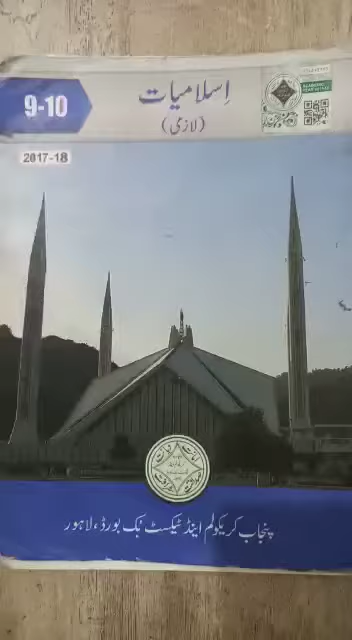 9-10
اِسلامیات
(لازمی)
2017-18
پنجاب کریکولم اینڈ ٹیکسٹ بک بورڈ، لاہور